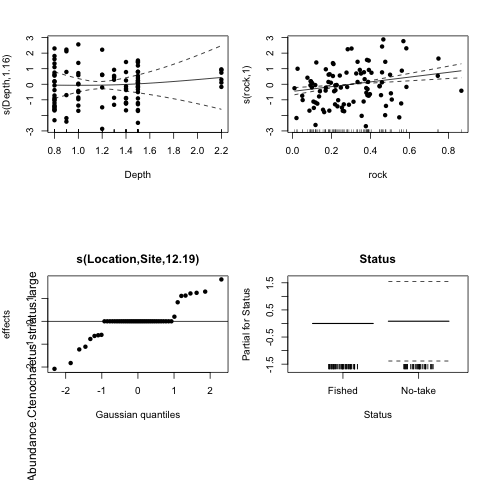 s(Depth,1.16)
3
2
1
0
-1
-3
0.8 1.0 1.2 1.4 1.6 1.8 2.0 2.2
Depth
s(rock,1)
3
2
1
0
-1
-3
0.0 0.2 0.4 0.6 0.8
rock
s(Location,Site,12.19)
effects
Abundance.Ctenochaetus striatus.large
-2 -1 0 1 2
Gaussian quantiles
Status
Partial for Status
1.5
0.5
-0.5
-1.5
Fished No-take
Status